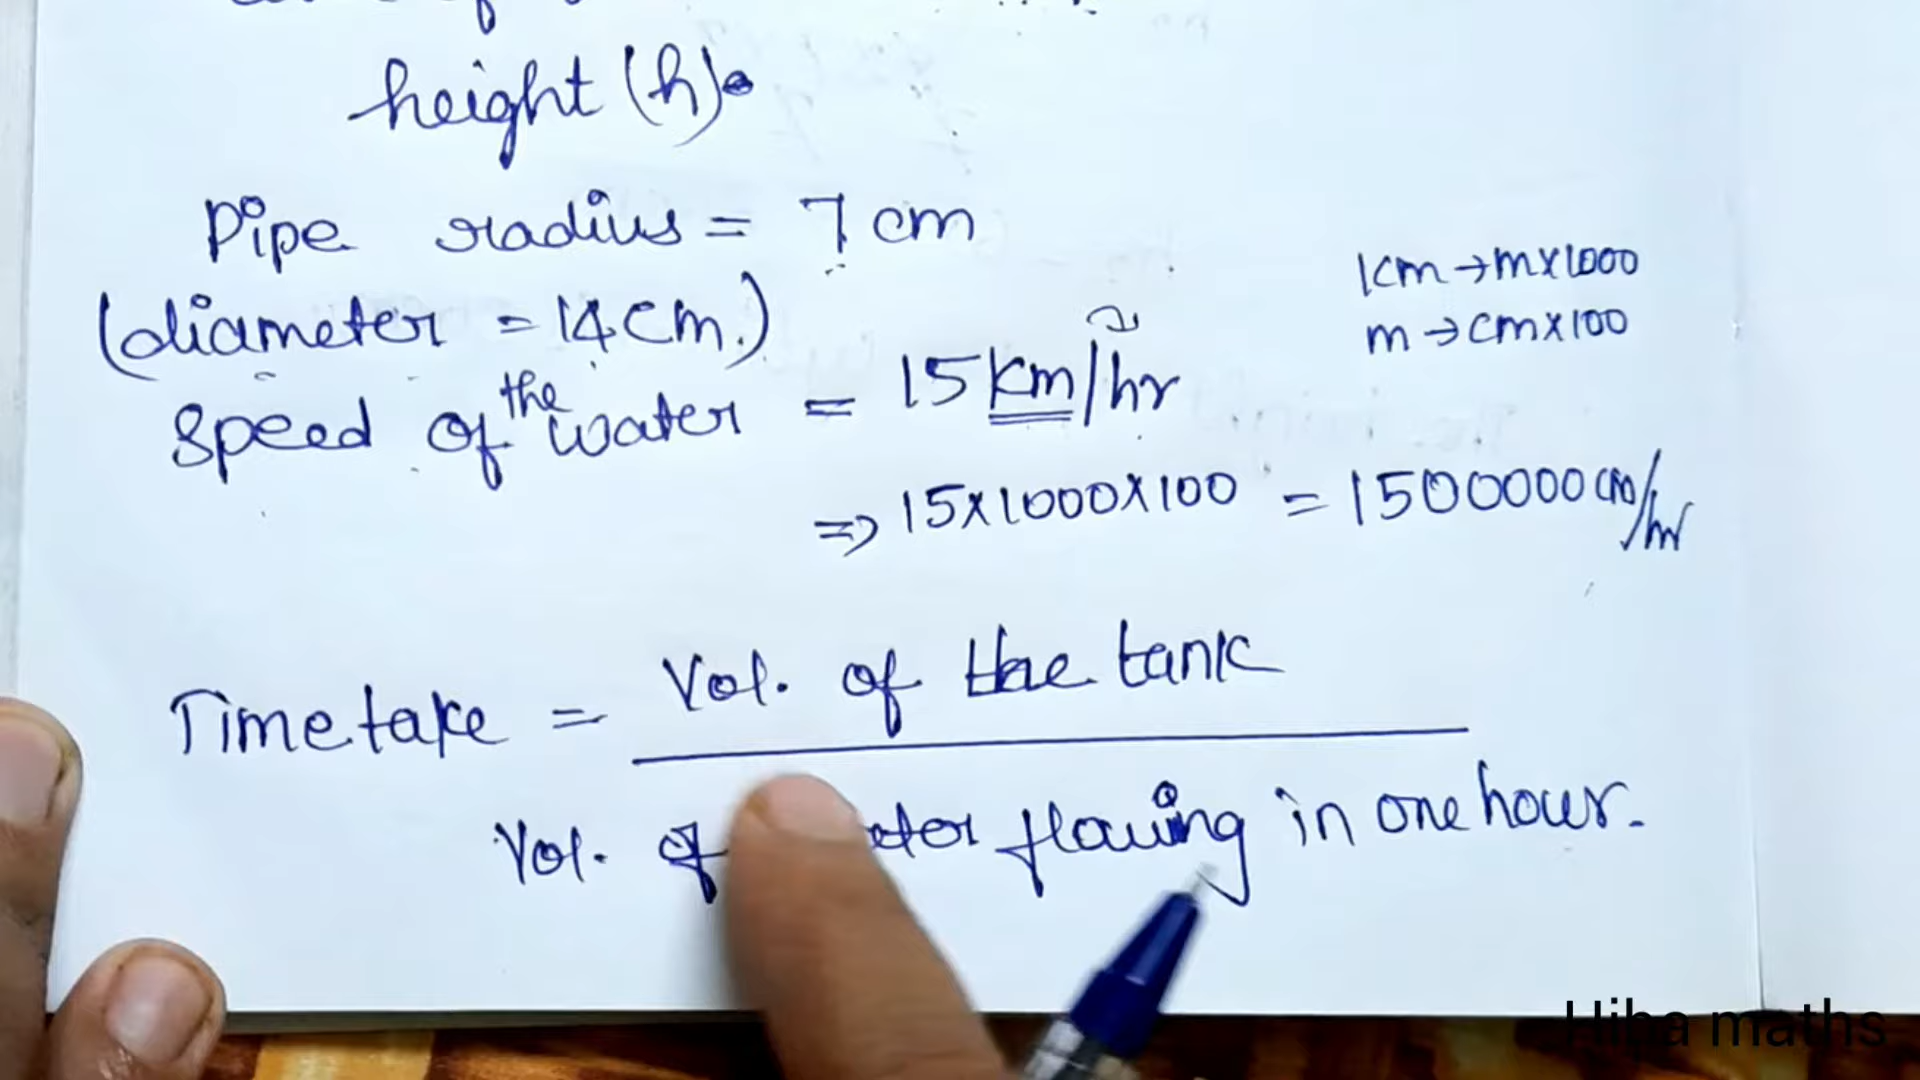 height (h).
Pipe radius = 7 cm
(diameter = 14 cm.)
Speed of the water = 15 km/hr
1cm → m x 1000
m → cm x 100
=> 15 x 1000 x 100 = 1500000 cm/hr
Time take = Vol. of the tank
Vol. of flowing in one hour.
Hiba maths